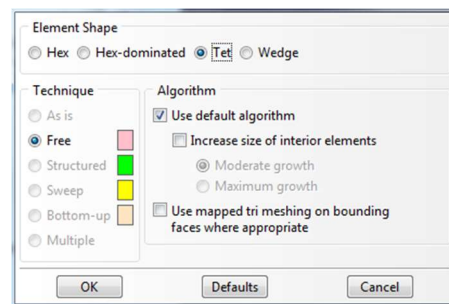 Element Shape
Hex Hex-dominated Tet Wedge
Technique
As is
Free
Structured
Sweep
Bottom-up
Multiple
Algorithm
Use default algorithm
Increase size of interior elements
Moderate growth
Maximum growth
Use mapped tri meshing on bounding
faces where appropriate
OK Defaults Cancel